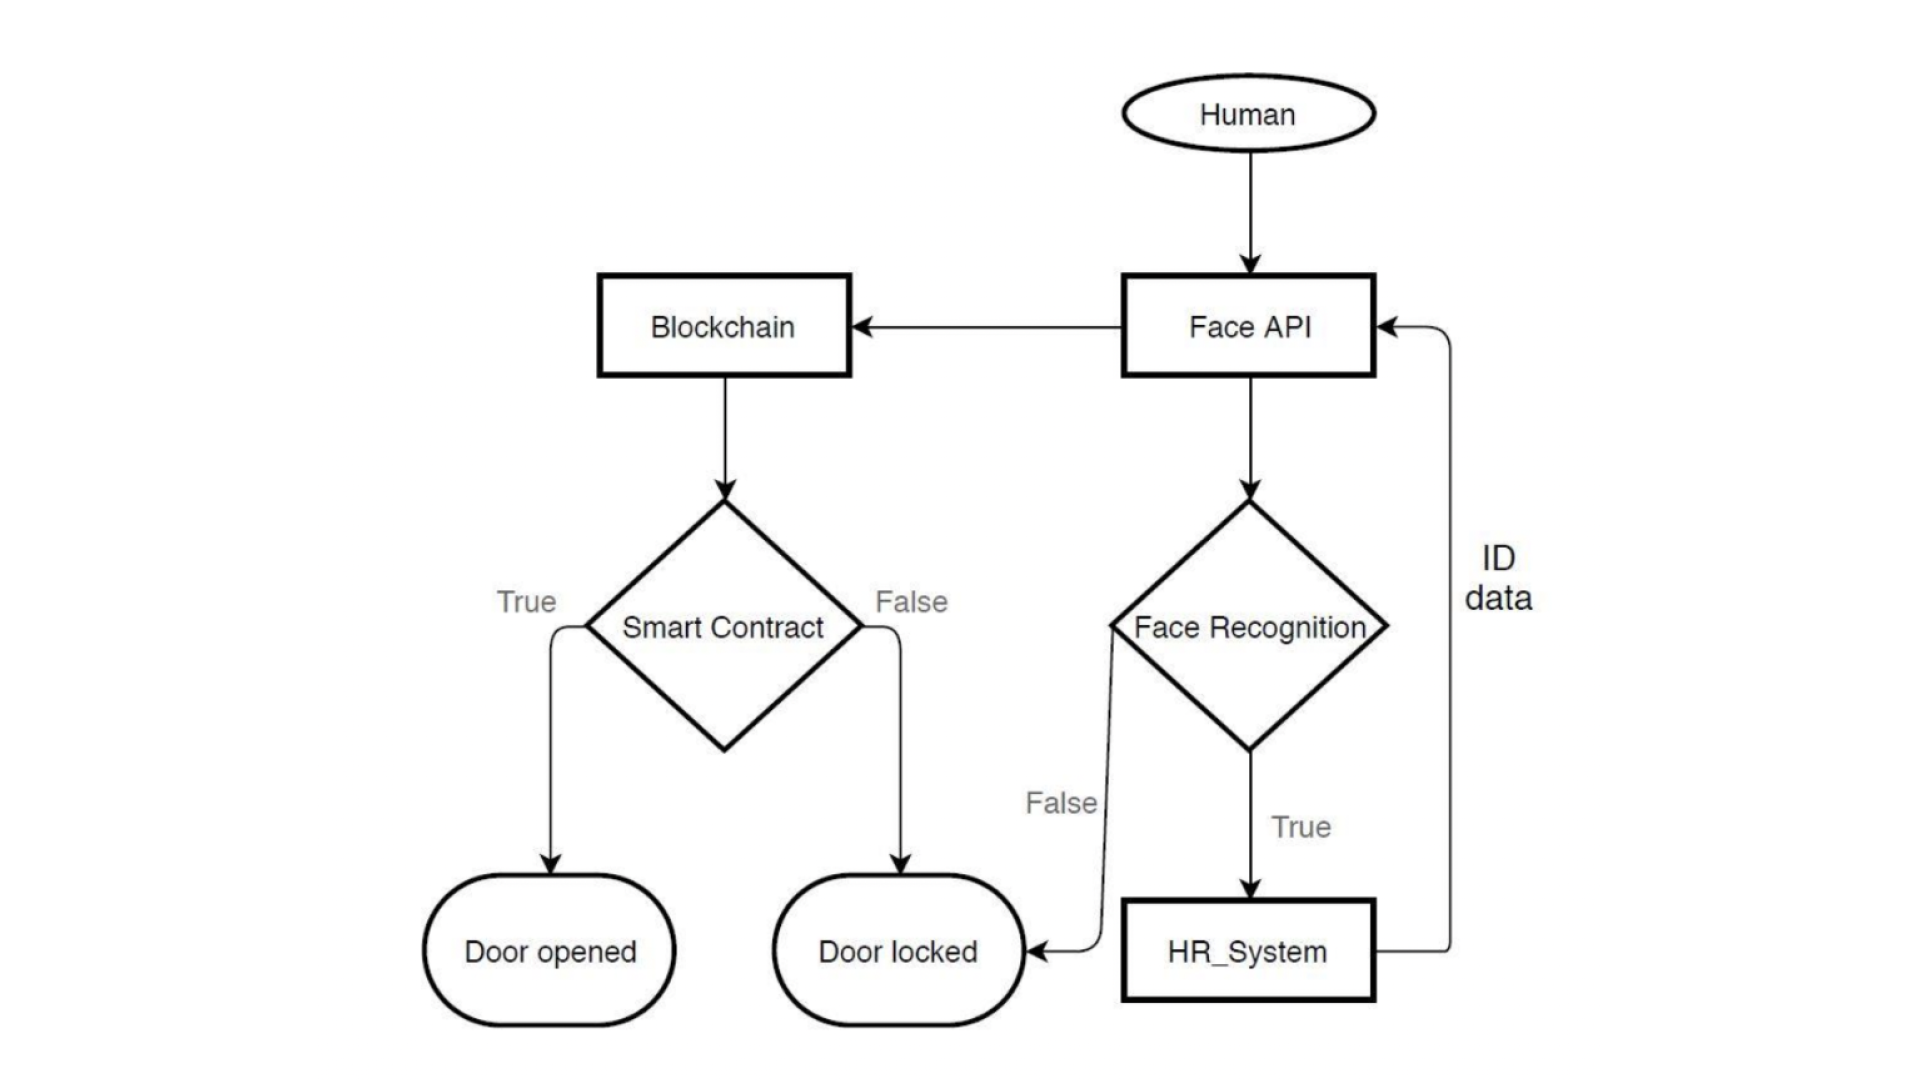 Human
Blockchain
Face API
ID
data
True
False
Smart Contract
Face Recognition
False
True
Door opened
Door locked
HR_System